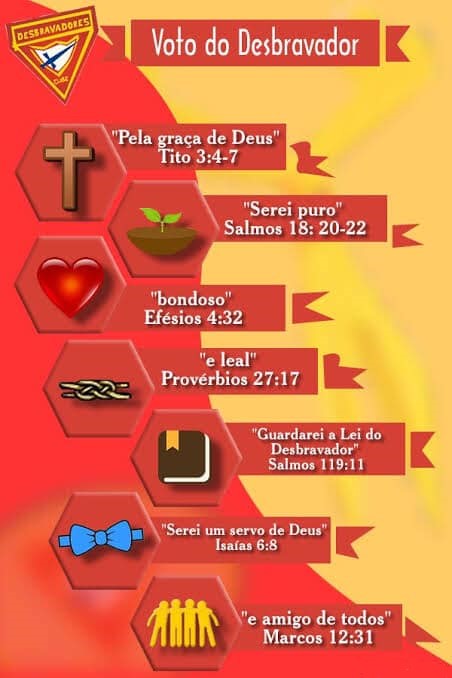 DESBRAVADORES
CLUBE
Voto do Desbravador
"Pela graça de Deus"
Tito 3:4-7
"Serei puro"
Salmos 18: 20-22
"bondoso"
Efésios 4:32
"e leal"
Provérbios 27:17
"Guardarei a Lei do
Desbravador"
Salmos 119:11
"Serei um servo de Deus"
Isaías 6:8
"e amigo de todos"
Marcos 12:31